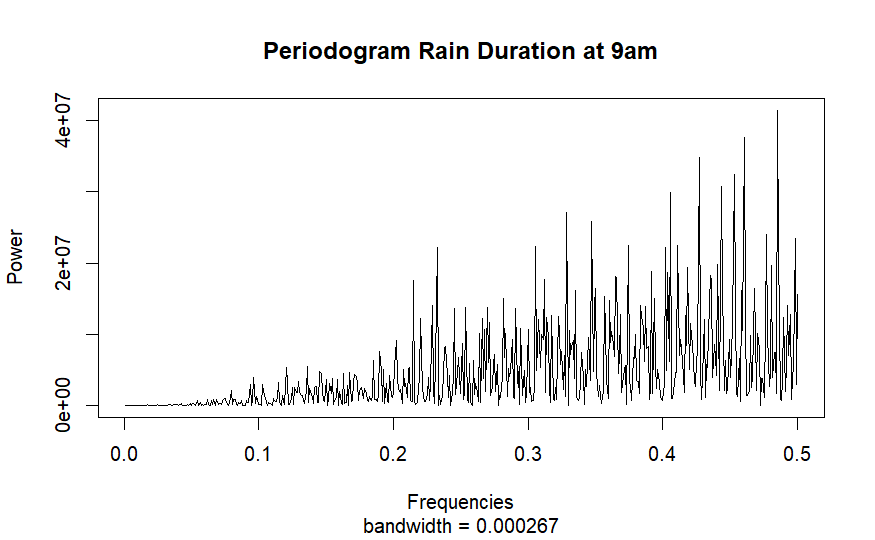 Periodogram Rain Duration at 9am
4e+07
2e+07
0e+00
Power
0.0 0.1 0.2 0.3 0.4 0.5
Frequencies
bandwidth = 0.000267